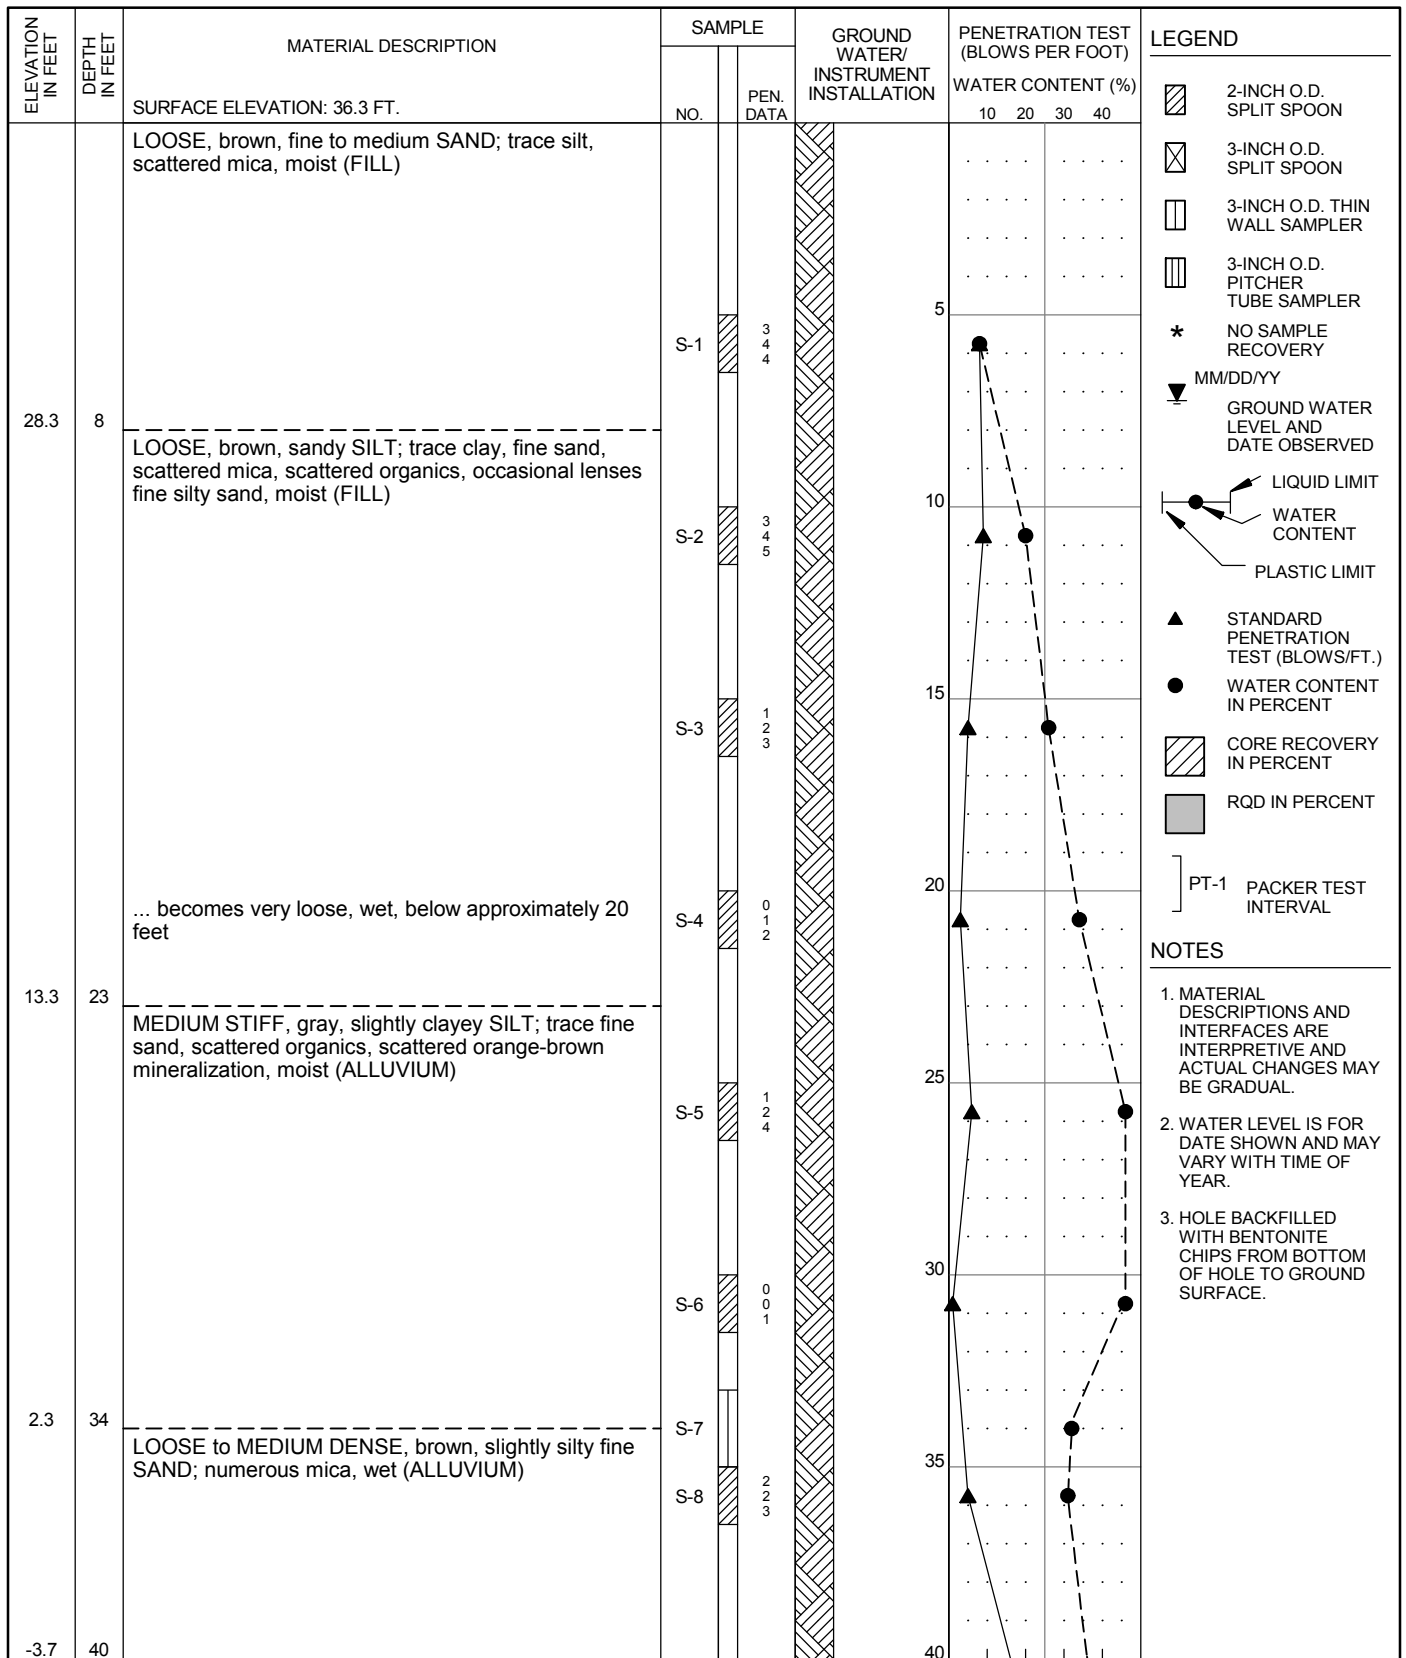 ELEVATION
IN FEET
DEPTH
IN FEET
MATERIAL DESCRIPTION
SURFACE ELEVATION: 36.3 FT.
SAMPLE
NO.
PEN.
DATA
GROUND
WATER/
INSTRUMENT
INSTALLATION
PENETRATION TEST
(BLOWS PER FOOT)
WATER CONTENT (%)
10 20 30 40
LOOSE, brown, fine to medium SAND; trace silt,
scattered mica, moist (FILL)
5
S-1
3
4
4
28.3 8
LOOSE, brown, sandy SILT; trace clay, fine sand,
scattered mica, scattered organics, occasional lenses
fine silty sand, moist (FILL)
10
S-2
3
4
5
15
S-3
1
2
3
20
... becomes very loose, wet, below approximately 20
feet
S-4
0
1
2
13.3 23
MEDIUM STIFF, gray, slightly clayey SILT; trace fine
sand, scattered organics, scattered orange-brown
mineralization, moist (ALLUVIUM)
25
S-5
1
2
4
30
S-6
0
0
1
2.3 34
S-7
LOOSE to MEDIUM DENSE, brown, slightly silty fine
SAND; numerous mica, wet (ALLUVIUM)
35
S-8
2
2
3
-3.7 40
40
LEGEND
2-INCH O.D.
SPLIT SPOON
3-INCH O.D.
SPLIT SPOON
3-INCH O.D. THIN
WALL SAMPLER
3-INCH O.D.
PITCHER
TUBE SAMPLER
* NO SAMPLE
RECOVERY
MM/DD/YY
GROUND WATER
LEVEL AND
DATE OBSERVED
LIQUID LIMIT
WATER
CONTENT
PLASTIC LIMIT
STANDARD
PENETRATION
TEST (BLOWS/FT.)
WATER CONTENT
IN PERCENT
CORE RECOVERY
IN PERCENT
RQD IN PERCENT
PT-1 PACKER TEST
INTERVAL
NOTES
1. MATERIAL
DESCRIPTIONS AND
INTERFACES ARE
INTERPRETIVE AND
ACTUAL CHANGES MAY
BE GRADUAL.
2. WATER LEVEL IS FOR
DATE SHOWN AND MAY
VARY WITH TIME OF
YEAR.
3. HOLE BACKFILLED
WITH BENTONITE
CHIPS FROM BOTTOM
OF HOLE TO GROUND
SURFACE.